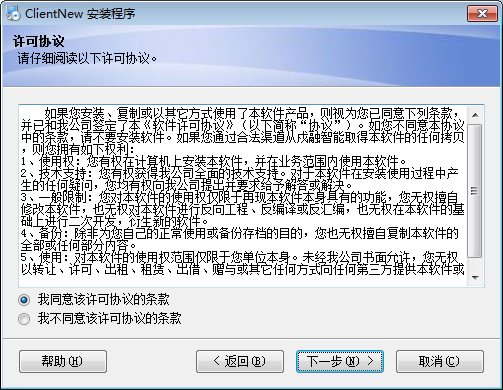 ClientNew 安装程序
许可协议
请仔细阅读以下许可协议。
如果您安装、复制或以其它方式使用了本软件产品，则视为您已同意下列条款，
并已和我公司签定了本《软件许可协议》（以下简称“协议”）。如您不同意本协议
中的条款，请不要安装软件。如果您通过合法渠道从戍融智能取得本软件的任何拷贝
，则您拥有如下权利：
1、使用权：您有权在计算机上安装本软件，并在业务范围内使用本软件。
2、技术支持：您有权获得我公司全面的技术支持。对于本软件在安装使用过程中产
生的任何疑问，您均有权向我公司提出并要求给予解答或解决。
3、一般限制：您对本软件的使用权仅限于再现本软件本身具有的功能，您无权擅自
修改本软件，也无权对本软件进行反向工程、反编译或反汇编，也无权在本软件的基
础上进行二次开发，衍生新的软件。
4、备份：除非为您自己的正常使用或备份存档的目的，您也无权擅自复制本软件的
全部或任何部分内容。
5、使用：对本软件的使用权范围仅限于您单位本身。未经我公司书面允许，您无权
以转让、许可、出租、租赁、出借、赠与或其它任何方式向任何第三方提供本软件或
我同意该许可协议的条款
我不同意该许可协议的条款
帮助(H)
< 返回(B)
下一步(N) >
取消(C)